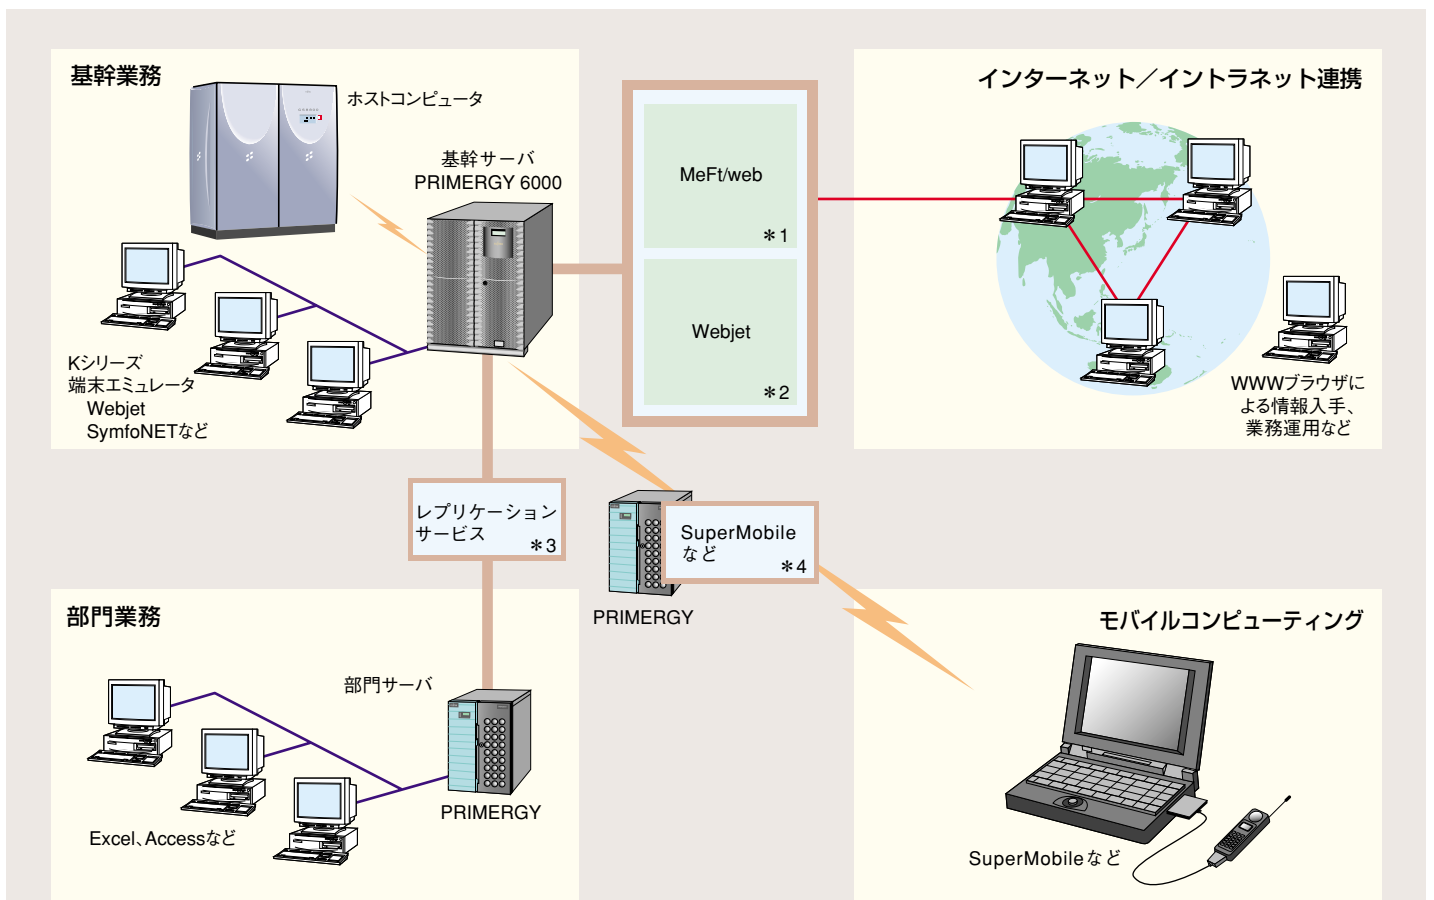 基幹業務
ホストコンピュータ
基幹サーバ
PRIMERGY 6000
Kシリーズ
端末エミュレータ
Webjet
SymfoNETなど
MeFt/web
＊1
Webjet
＊2
インターネット／イントラネット連携
WWWブラウザに
よる情報入手、
業務運用など
レプリケーション
サービス
＊3
SuperMobile
など
＊4
PRIMERGY
部門業務
部門サーバ
PRIMERGY
Excel、Accessなど
モバイルコンピューティング
SuperMobileなど